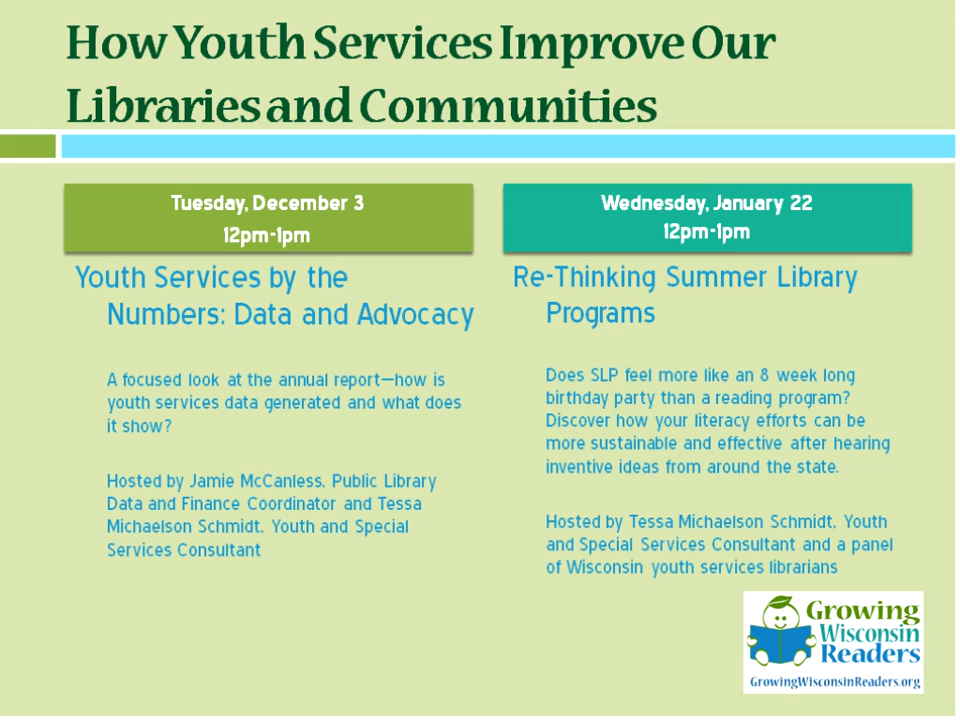 How Youth Services Improve Our
Libraries and Communities
Tuesday, December 3
12pm-1pm
Youth Services by the
Numbers: Data and Advocacy
A focused look at the annual report—how is
youth services data generated and what does
it show?
Hosted by Jamie McCanless, Public Library
Data and Finance Coordinator and Tessa
Michaelson Schmidt, Youth and Special
Services Consultant
Wednesday, January 22
12pm-1pm
Re-Thinking Summer Library
Programs
Does SLP feel more like an 8 week long
birthday party than a reading program?
Discover how your literacy efforts can be
more sustainable and effective after hearing
inventive ideas from around the state.
Hosted by Tessa Michaelson Schmidt, Youth
and Special Services Consultant and a panel
of Wisconsin youth services librarians
Growing
Wisconsin
Readers
GrowingWisconsinReaders.org